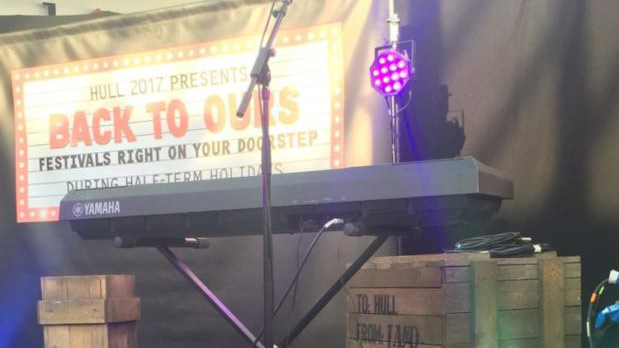 HULL 2017 PRESENTS
BACK TO OURS
FESTIVALS RIGHT ON YOUR DOORSTEP
DURING HALF-TERM HOLIDAYS
YAMAHA
TO: HULL
FROM: